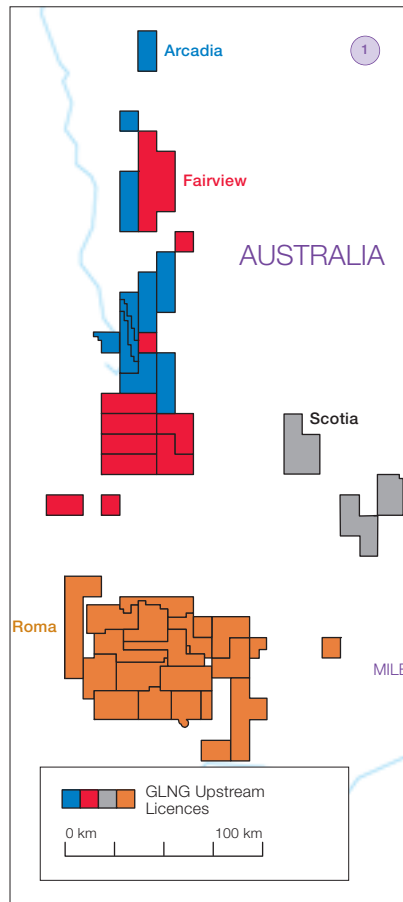 Arcadia
1
Fairview
AUSTRALIA
Scotia
Roma
MILE
GLNG Upstream
Licences
0 km 100 km